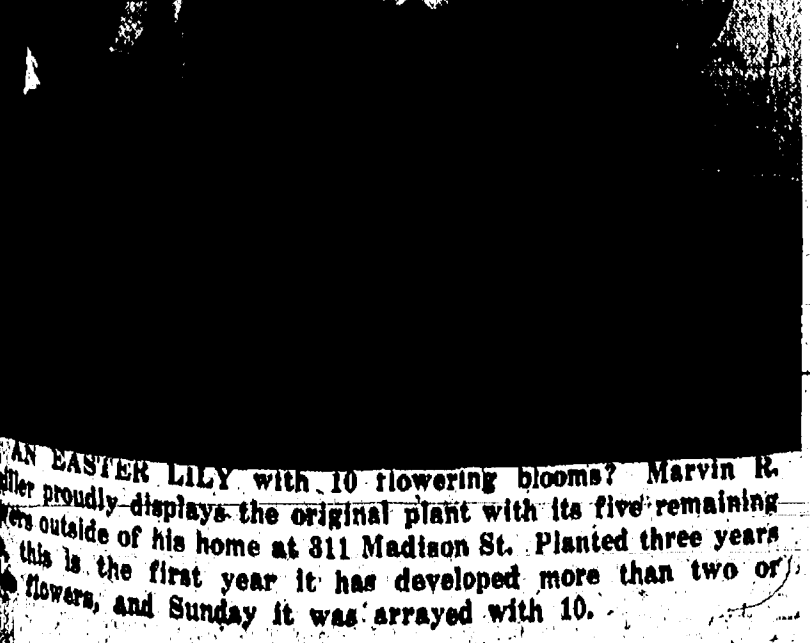 AN EASTER LILY with 10 flowering blooms? Marvin R.
proudly displays the original plant with its five remaining
outside of his home at 311 Madison St. Planted three years
this is the first year it has developed more than two or
flowers, and Sunday it was arrayed with 10.